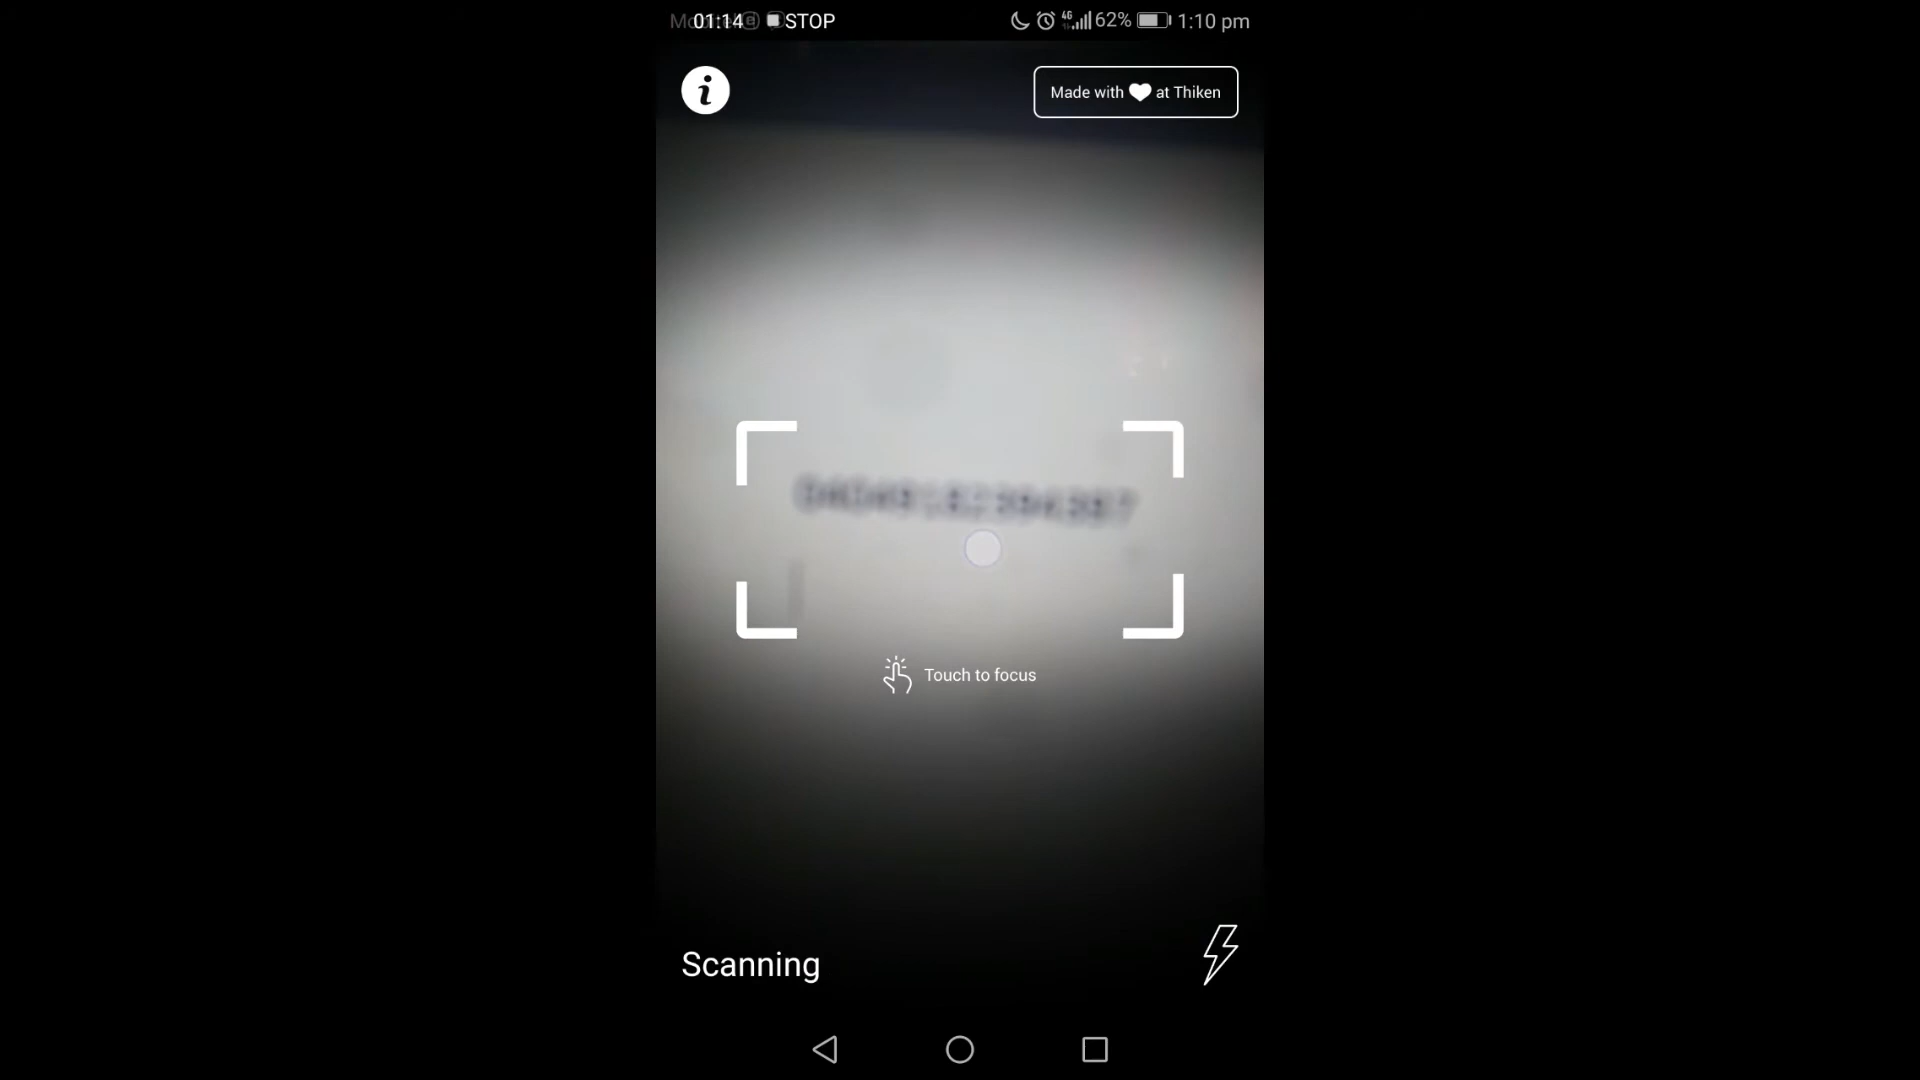 01:14 STOP 62% 1:10 pm
i Made with at Thiken
Touch to focus
Scanning